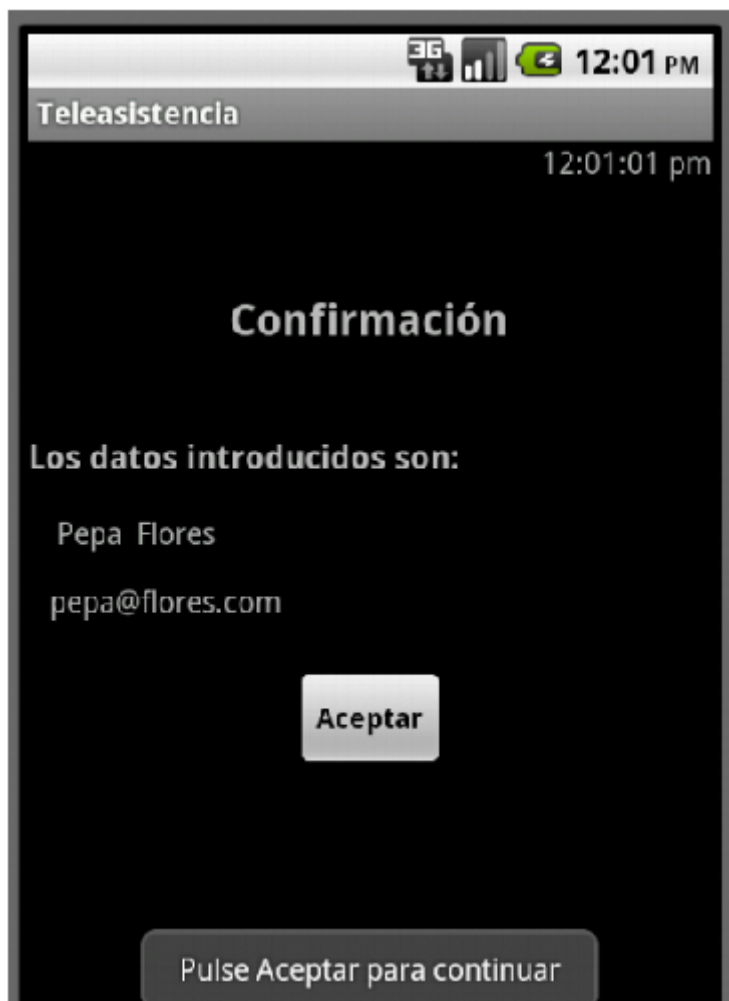 3G 12:01 PM
Teleasistencia
12:01:01 pm
Confirmación
Los datos introducidos son:
Pepa Flores
pepa@flores.com
Aceptar
Pulse Aceptar para continuar